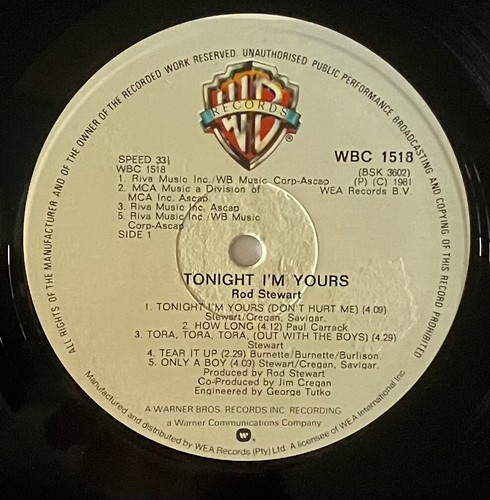 ALL RIGHTS OF THE MANUFACTURER AND OF THE OWNER OF THE RECORDED WORK RESERVED. UNAUTHORISED PUBLIC PERFORMANCE BROADCASTING AND COPYING OF THIS RECORD PROHIBITED
WB
RECORDS
®
SPEED 33⅓
WBC 1518
WBC 1518
(BSK 3602)
(P) (C) 1981
WEA Records B.V.
1. Riva Music Inc./WB Music Corp-Ascap
2. MCA Music a Division of
MCA Inc. Ascap
3. Riva Music Inc. Ascap
5. Riva Music Inc./WB Music
Corp-Ascap
SIDE 1
TONIGHT I'M YOURS
Rod Stewart
1. TONIGHT I'M YOURS (DON'T HURT ME) (4.09)
Stewart/Cregan, Savigar.
2. HOW LONG (4.12) Paul Carrack
3. TORA, TORA, TORA, (OUT WITH THE BOYS) (4.29)
Stewart
4. TEAR IT UP (2.29) Burnette/Burnette/Burlison.
5. ONLY A BOY (4.09) Stewart/Cregan, Savigar.
Produced by Rod Stewart
Co-Produced by Jim Cregan
Engineered by George Tutko
A WARNER BROS. RECORDS INC. RECORDING
a Warner Communications Company
Manufactured and distributed by WEA Records (Pty) Ltd. A licensee of WEA International Inc.